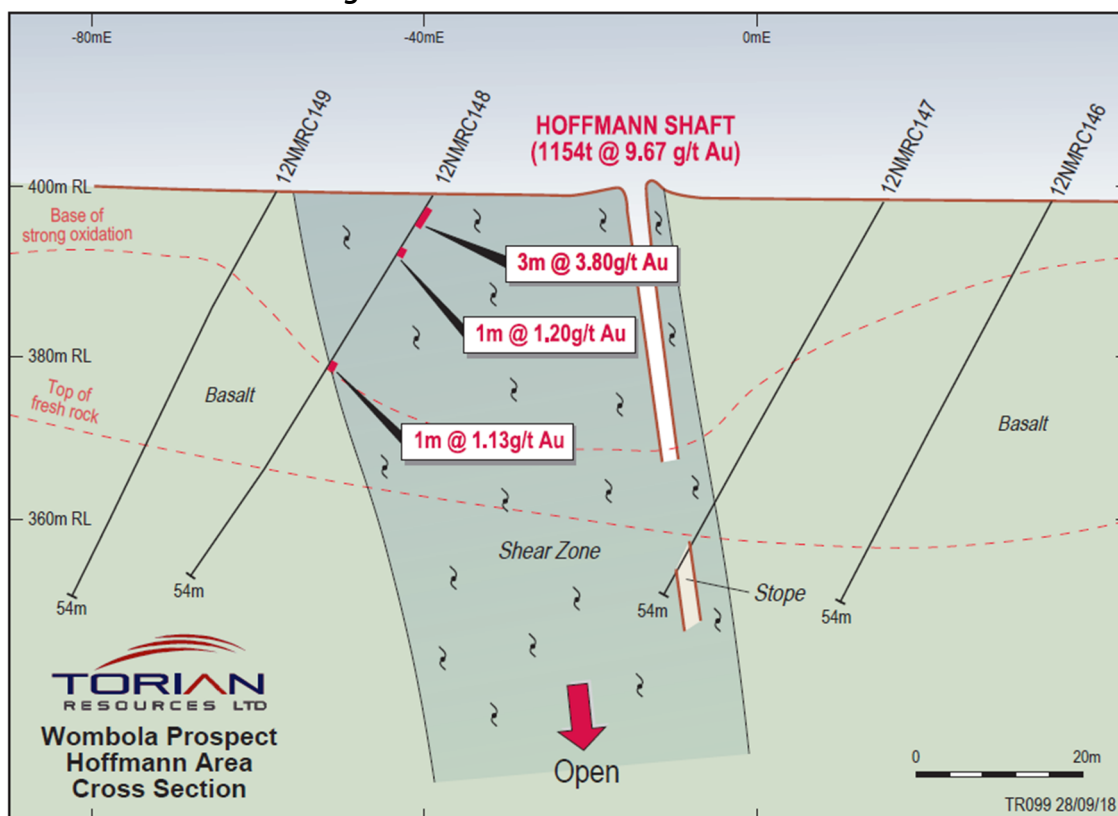 -80mE
-40mE
0mE
12NMRC149
12NMRC148
12NMRC147
12NMRC146
HOFFMANN SHAFT
(1154t @ 9.67 g/t Au)
400m RL
Base of
strong oxidation
3m @ 3.80g/t Au
1m @ 1.20g/t Au
380m RL
Top of
fresh rock
Basalt
Basalt
1m @ 1.13g/t Au
360m RL
Shear Zone
Stope
54m
54m
54m
54m
TORIAN
RESOURCES LTD
Wombola Prospect
Hoffmann Area
Cross Section
Open
0
20m
TR099 28/09/18